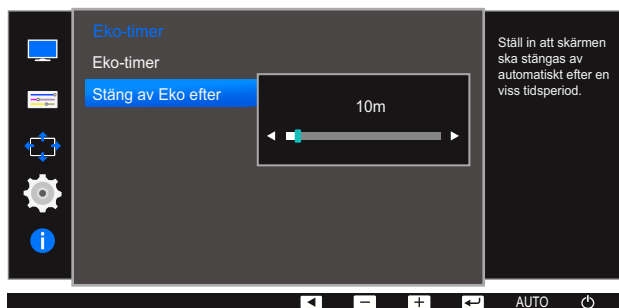 Eko-timer
Eko-timer
Stäng av Eko efter
10m
Ställ in att skärmen
ska stängas av
automatiskt efter en
viss tidsperiod.
AUTO